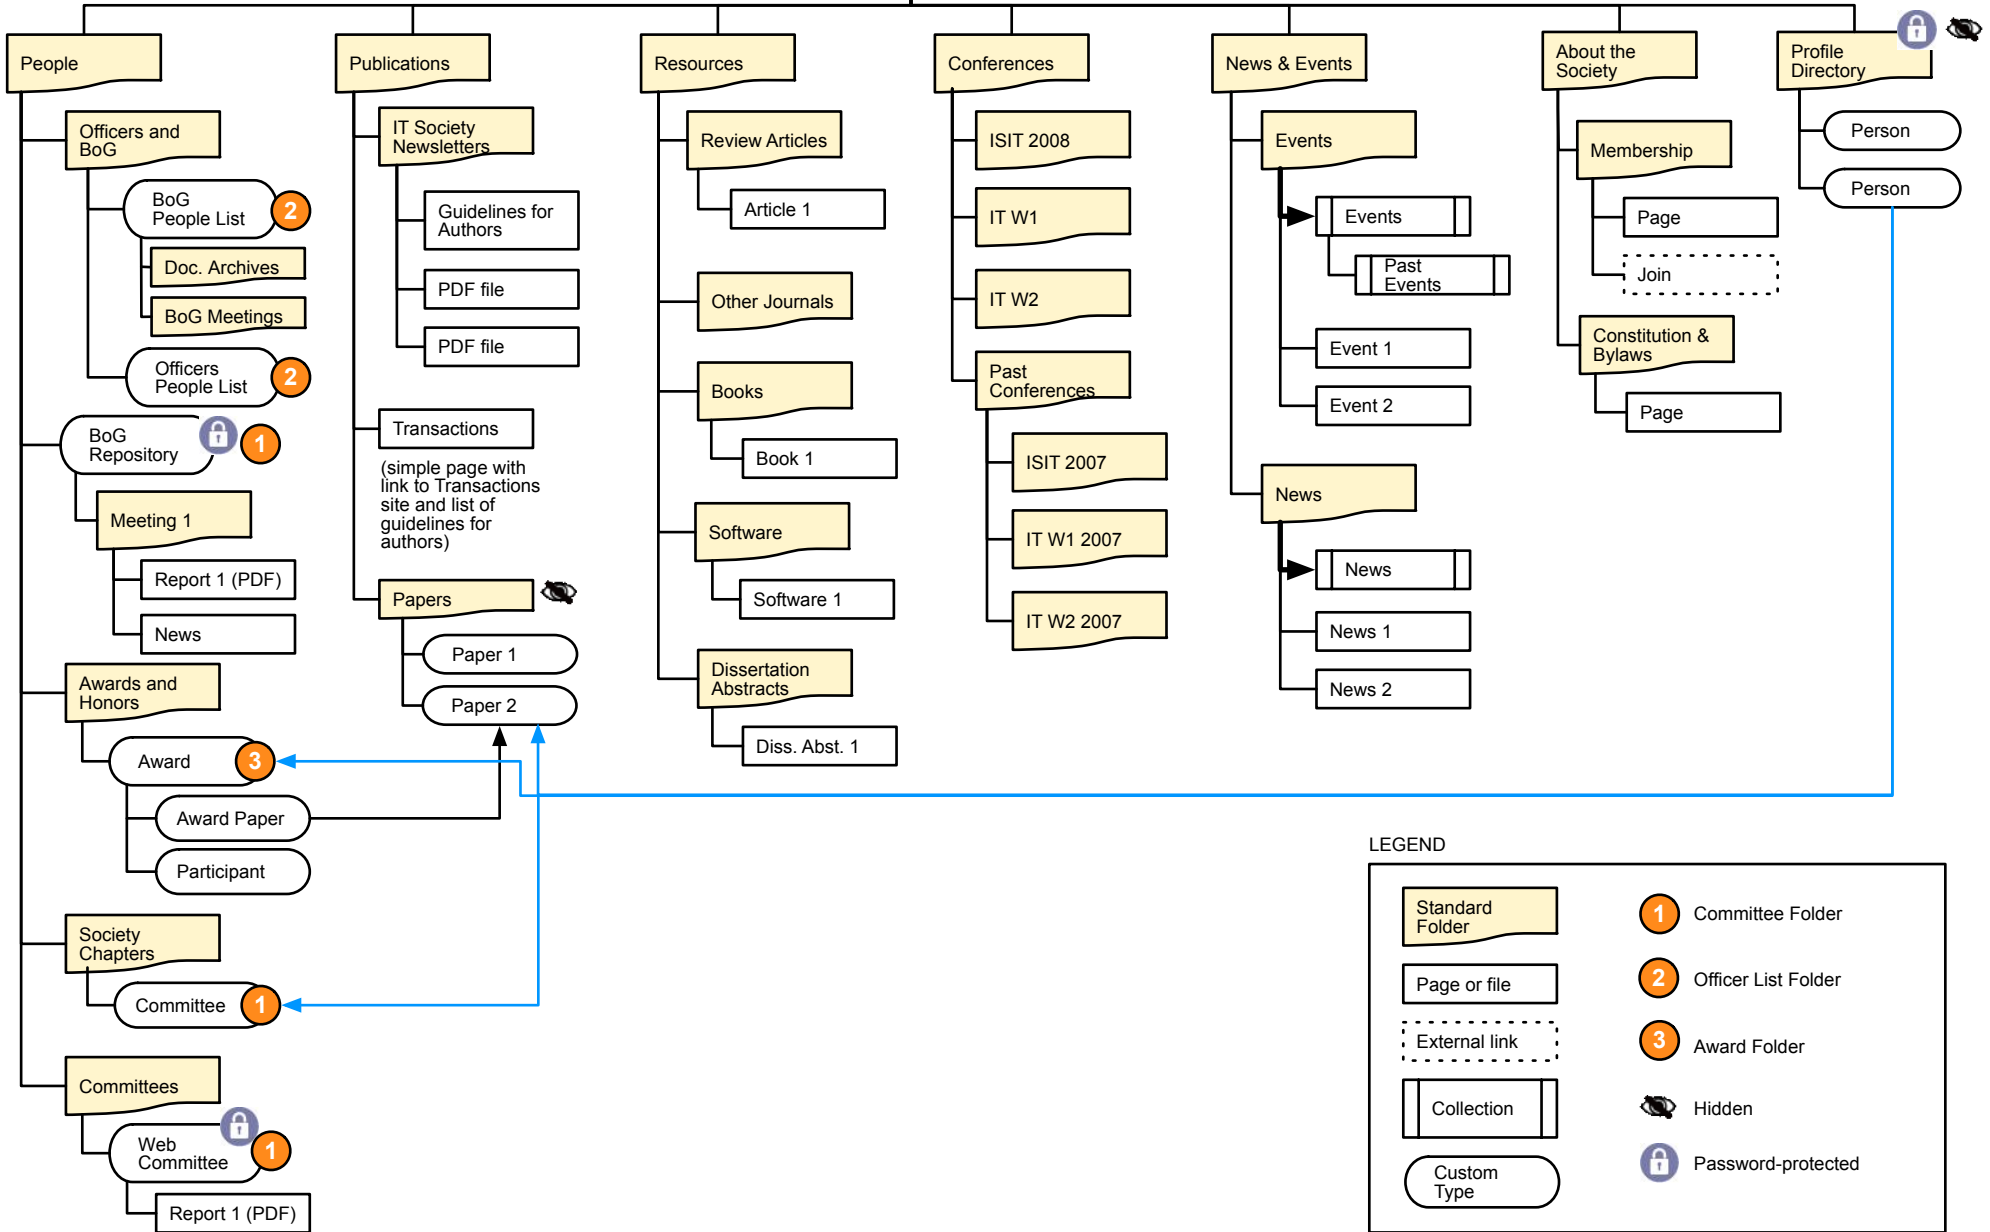 People
Officers and
BoG
BoG
People List
2
Doc. Archives
BoG Meetings
Officers
People List
2
BoG
Repository
1
Meeting 1
Report 1 (PDF)
News
Awards and
Honors
Award
3
Award Paper
Participant
Society
Chapters
Committee
1
Committees
Web
Committee
1
Report 1 (PDF)
Publications
IT Society
Newsletters
Guidelines for
Authors
PDF file
PDF file
Transactions
(simple page with
link to Transactions
site and list of
guidelines for
authors)
Papers
Paper 1
Paper 2
Resources
Review Articles
Article 1
Other Journals
Books
Book 1
Software
Software 1
Dissertation
Abstracts
Diss. Abst. 1
Conferences
ISIT 2008
IT W1
IT W2
Past
Conferences
ISIT 2007
IT W1 2007
IT W2 2007
News & Events
Events
Events
Past
Events
Event 1
Event 2
News
News
News 1
News 2
About the
Society
Membership
Page
Join
Constitution &
Bylaws
Page
Profile
Directory
Person
Person
LEGEND
Standard
Folder
Page or file
External link
Collection
Custom
Type
1
Committee Folder
2
Officer List Folder
3
Award Folder
Hidden
Password-protected